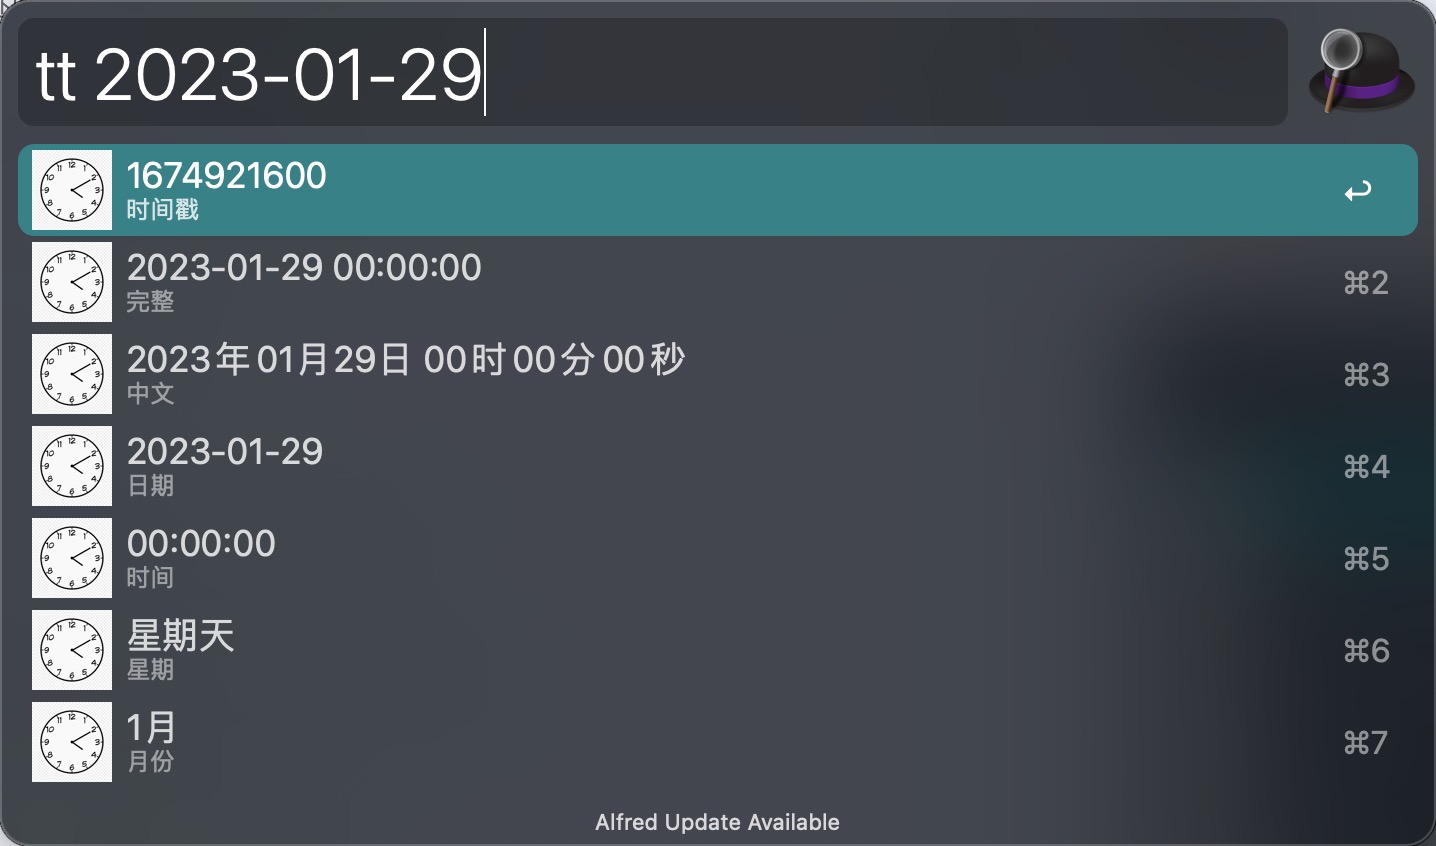 tt 2023-01-29
1674921600
时间戳
2023-01-29 00:00:00
完整
⌘2
2023年01月29日 00时00分00秒
中文
⌘3
2023-01-29
日期
⌘4
00:00:00
时间
⌘5
星期天
星期
⌘6
1月
月份
⌘7
Alfred Update Available